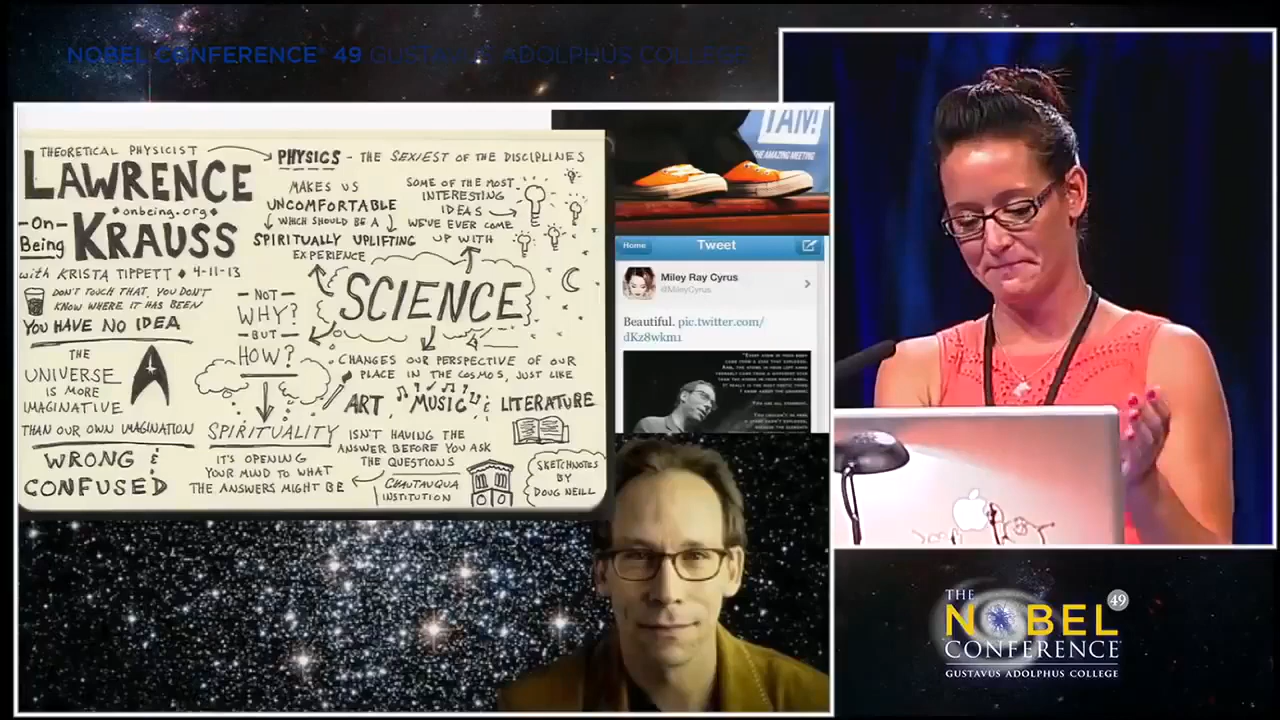 NOBEL CONFERENCE® 49 GUSTAVUS ADOLPHUS COLLEGE
THEORETICAL PHYSICIST
LAWRENCE
onbeing.org
-On-
Being
KRAUSS
with KRISTA TIPPETT ♦ 4-11-13
DON'T TOUCH THAT, YOU DON'T
KNOW WHERE IT HAS BEEN
YOU HAVE NO IDEA
THE
UNIVERSE
IS MORE
IMAGINATIVE
THAN OUR OWN IMAGINATION
WRONG &
CONFUSED
PHYSICS - THE SEXIEST OF THE DISCIPLINES
MAKES US
UNCOMFORTABLE
WHICH SHOULD BE A
SPIRITUALLY UPLIFTING
EXPERIENCE
SOME OF THE MOST
INTERESTING
IDEAS
WE'VE EVER COME
UP WITH
SCIENCE
-NOT-
WHY?
-BUT-
HOW?
CHANGES OUR PERSPECTIVE OF OUR
PLACE IN THE COSMOS, JUST LIKE
ART, MUSIC, & LITERATURE
SPIRITUALITY
IT'S OPENING
YOUR MIND TO WHAT
THE ANSWERS MIGHT BE
ISN'T HAVING THE
ANSWER BEFORE YOU ASK
THE QUESTIONS
CHAUTAUQUA
INSTITUTION
SKETCHNOTES
BY
DOUG NEILL
TAM!
THE AMAZING MEETING
Home
Tweet
Miley Ray Cyrus
@MileyCyrus
Beautiful. pic.twitter.com/
dKz8wkm1
THE
NOBEL
49
CONFERENCE
GUSTAVUS ADOLPHUS COLLEGE